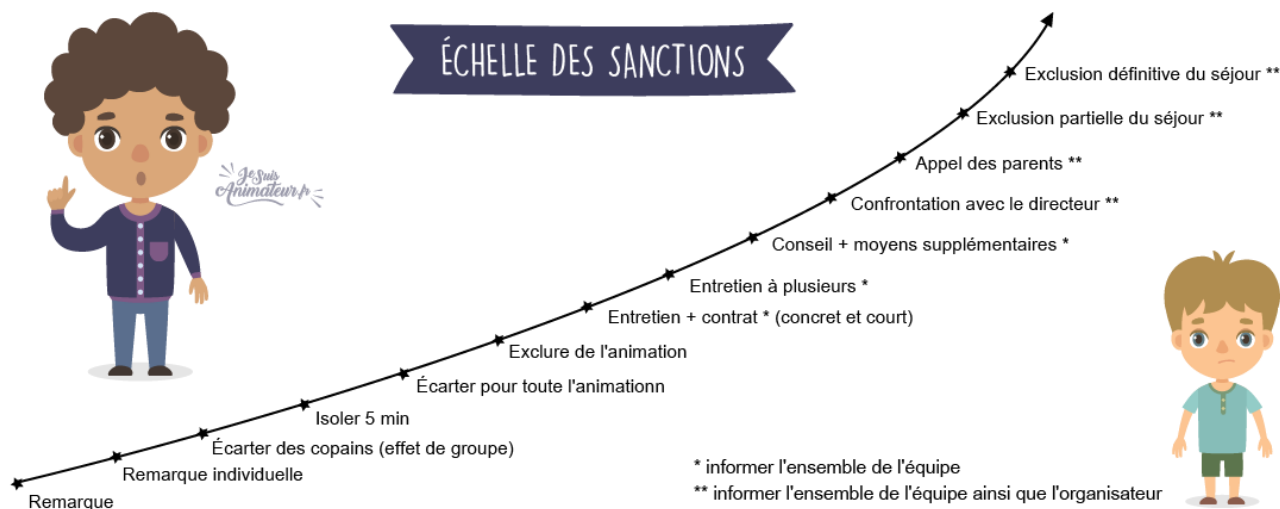 ÉCHELLE DES SANCTIONS
JeSuis
Animateur.fr
Exclusion définitive du séjour **
Exclusion partielle du séjour **
Appel des parents **
Confrontation avec le directeur **
Conseil + moyens supplémentaires *
Entretien à plusieurs *
Entretien + contrat * (concret et court)
Exclure de l'animation
Écarter pour toute l'animationn
Isoler 5 min
Écarter des copains (effet de groupe)
Remarque individuelle
Remarque
* informer l'ensemble de l'équipe
** informer l'ensemble de l'équipe ainsi que l'organisateur